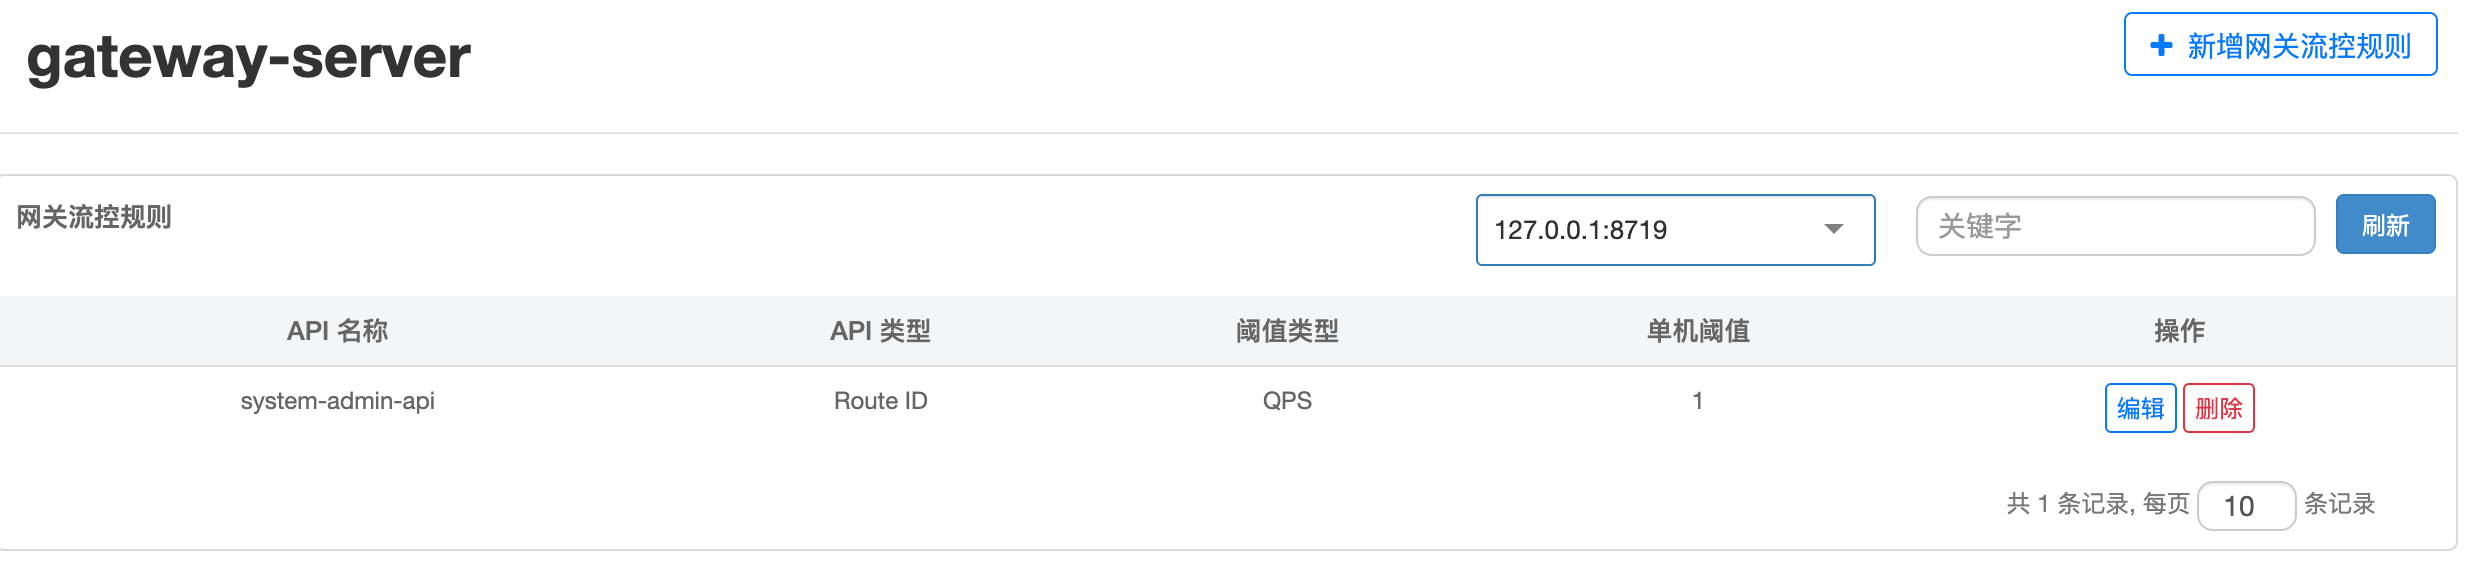 gateway-server
新增网关流控规则
网关流控规则
127.0.0.1:8719
关键字
刷新
API 名称 API 类型 阈值类型 单机阈值 操作
system-admin-api Route ID QPS 1 编辑 删除
共 1 条记录, 每页 10 条记录